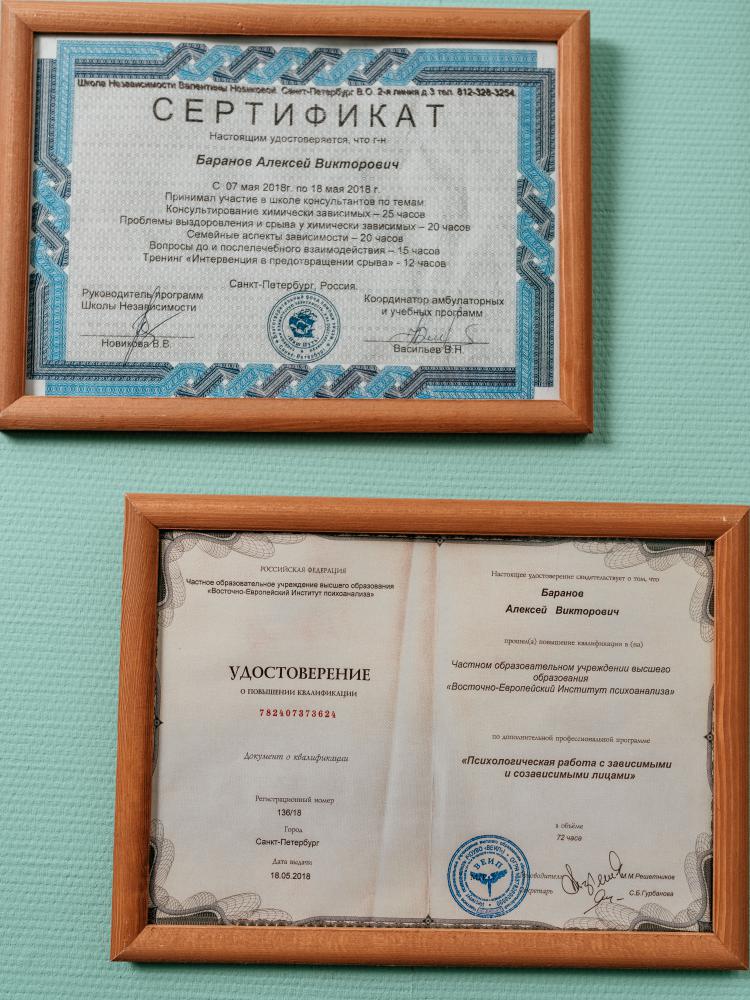 Школа Независимости Валентины Новиковой. Санкт-Петербург В.О. 2-я линия д 3 тел. 812-328-3254.
СЕРТИФИКАТ
Настоящим удостоверяется, что г-н
Баранов Алексей Викторович
С 07 мая 2018г. по 18 мая 2018 г.
Принимал участие в школе консультантов по темам
Консультирование химически зависимых – 25 часов
Проблемы выздоровления и срыва у химически зависимых – 20 часов
Семейные аспекты зависимости – 20 часов
Вопросы до и послелечебного взаимодействия – 15 часов
Тренинг «Интервенция в предотвращении срыва» - 12 часов
Санкт-Петербург, Россия.
Руководитель программ
Школы Независимости
Новикова В.В.
Координатор амбулаторных
и учебных программ
Васильев В.Н.
РОССИЙСКАЯ ФЕДЕРАЦИЯ
Частное образовательное учреждение высшего образования
«Восточно-Европейский Институт психоанализа»
УДОСТОВЕРЕНИЕ
О ПОВЫШЕНИИ КВАЛИФИКАЦИИ
782407373624
Документ о квалификации
Регистрационный номер
136/18
Город
Санкт-Петербург
Дата выдачи
18.05.2018
Настоящее удостоверение свидетельствует о том, что
Баранов
Алексей Викторович
прошел(а) повышение квалификации в (на)
Частном образовательном учреждении высшего
образования
«Восточно-Европейский Институт психоанализа»
по дополнительной профессиональной программе
«Психологическая работа с зависимыми
и созависимыми лицами»
в объёме
72 часа
ВЕИП
Руководитель М.М.Решетников
Секретарь С.Б.Гурбанова